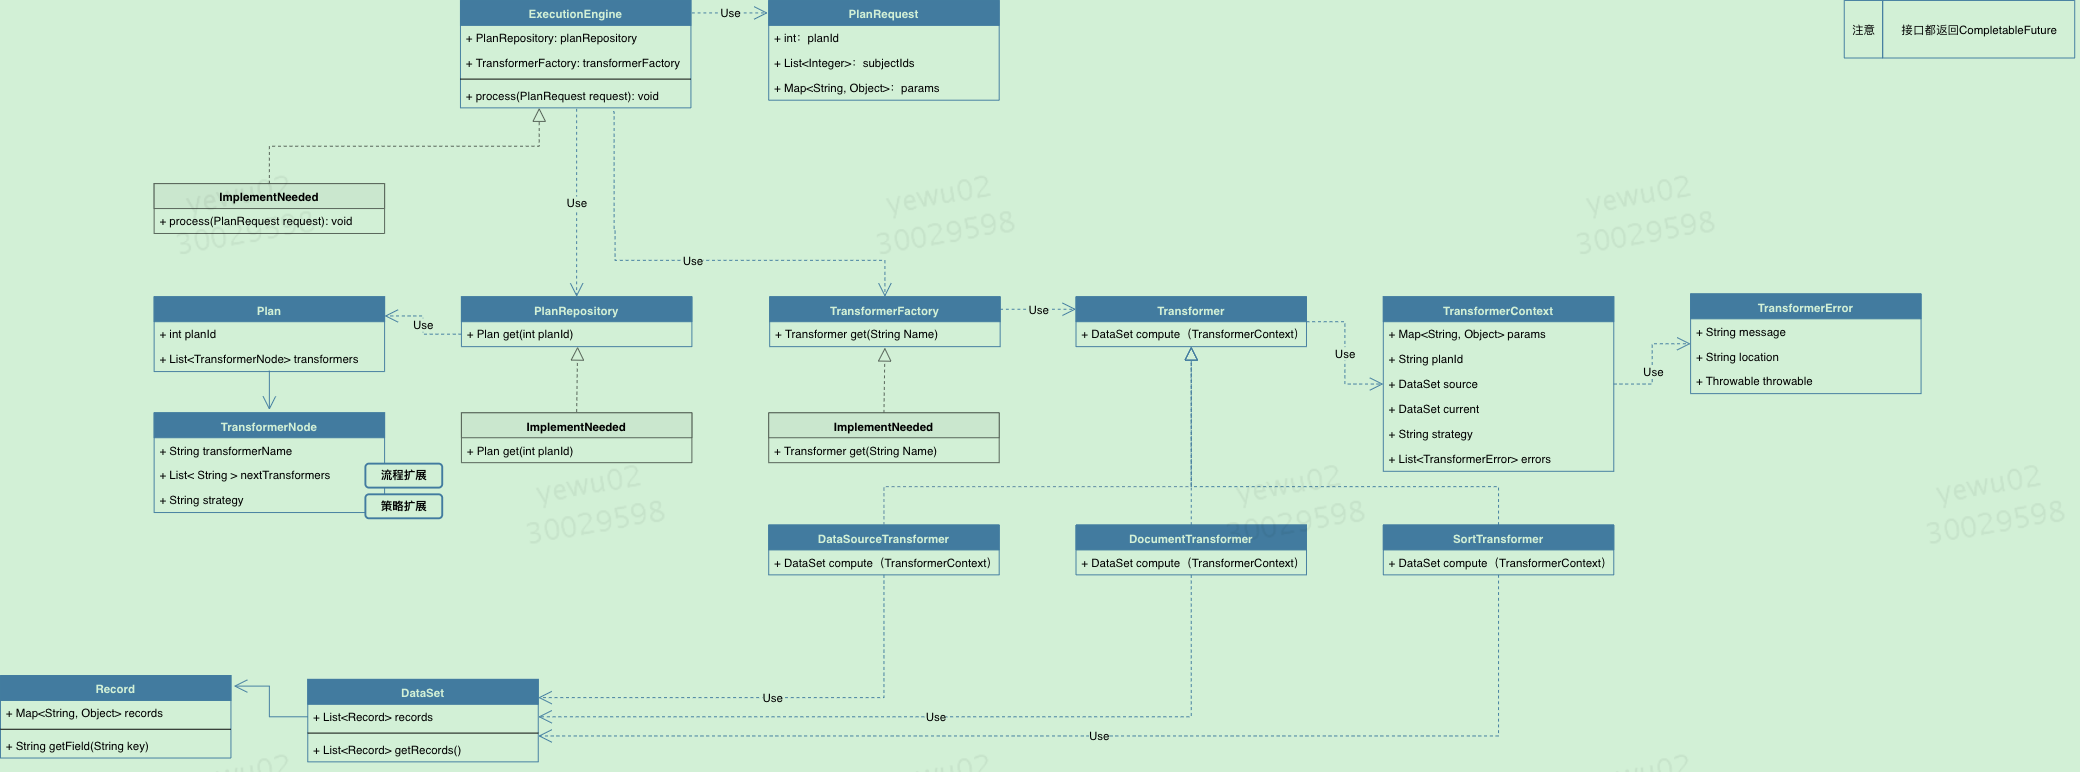 ExecutionEngine
+ PlanRepository: planRepository
+ TransformerFactory: transformerFactory
+ process(PlanRequest request): void
Use
PlanRequest
+ int：planId
+ List<Integer>：subjectIds
+ Map<String, Object>：params
注意
接口都返回CompletableFuture
ImplementNeeded
+ process(PlanRequest request): void
yewu02
30029598
yewu02
30029598
yewu02
30029598
Use
Use
Plan
+ int planId
+ List<TransformerNode> transformers
Use
PlanRepository
+ Plan get(int planId)
TransformerFactory
+ Transformer get(String Name)
Use
Transformer
+ DataSet compute（TransformerContext）
Use
TransformerContext
+ Map<String, Object> params
+ String planId
+ DataSet source
+ DataSet current
+ String strategy
+ List<TransformerError> errors
Use
TransformerError
+ String message
+ String location
+ Throwable throwable
TransformerNode
+ String transformerName
+ List< String > nextTransformers
+ String strategy
流程扩展
策略扩展
ImplementNeeded
+ Plan get(int planId)
ImplementNeeded
+ Transformer get(String Name)
yewu02
30029598
yewu02
30029598
yewu02
30029598
DataSourceTransformer
+ DataSet compute（TransformerContext）
DocumentTransformer
+ DataSet compute（TransformerContext）
SortTransformer
+ DataSet compute（TransformerContext）
Record
+ Map<String, Object> records
+ String getField(String key)
DataSet
+ List<Record> records
+ List<Record> getRecords()
Use
Use
Use
yewu02
yewu02
yewu02